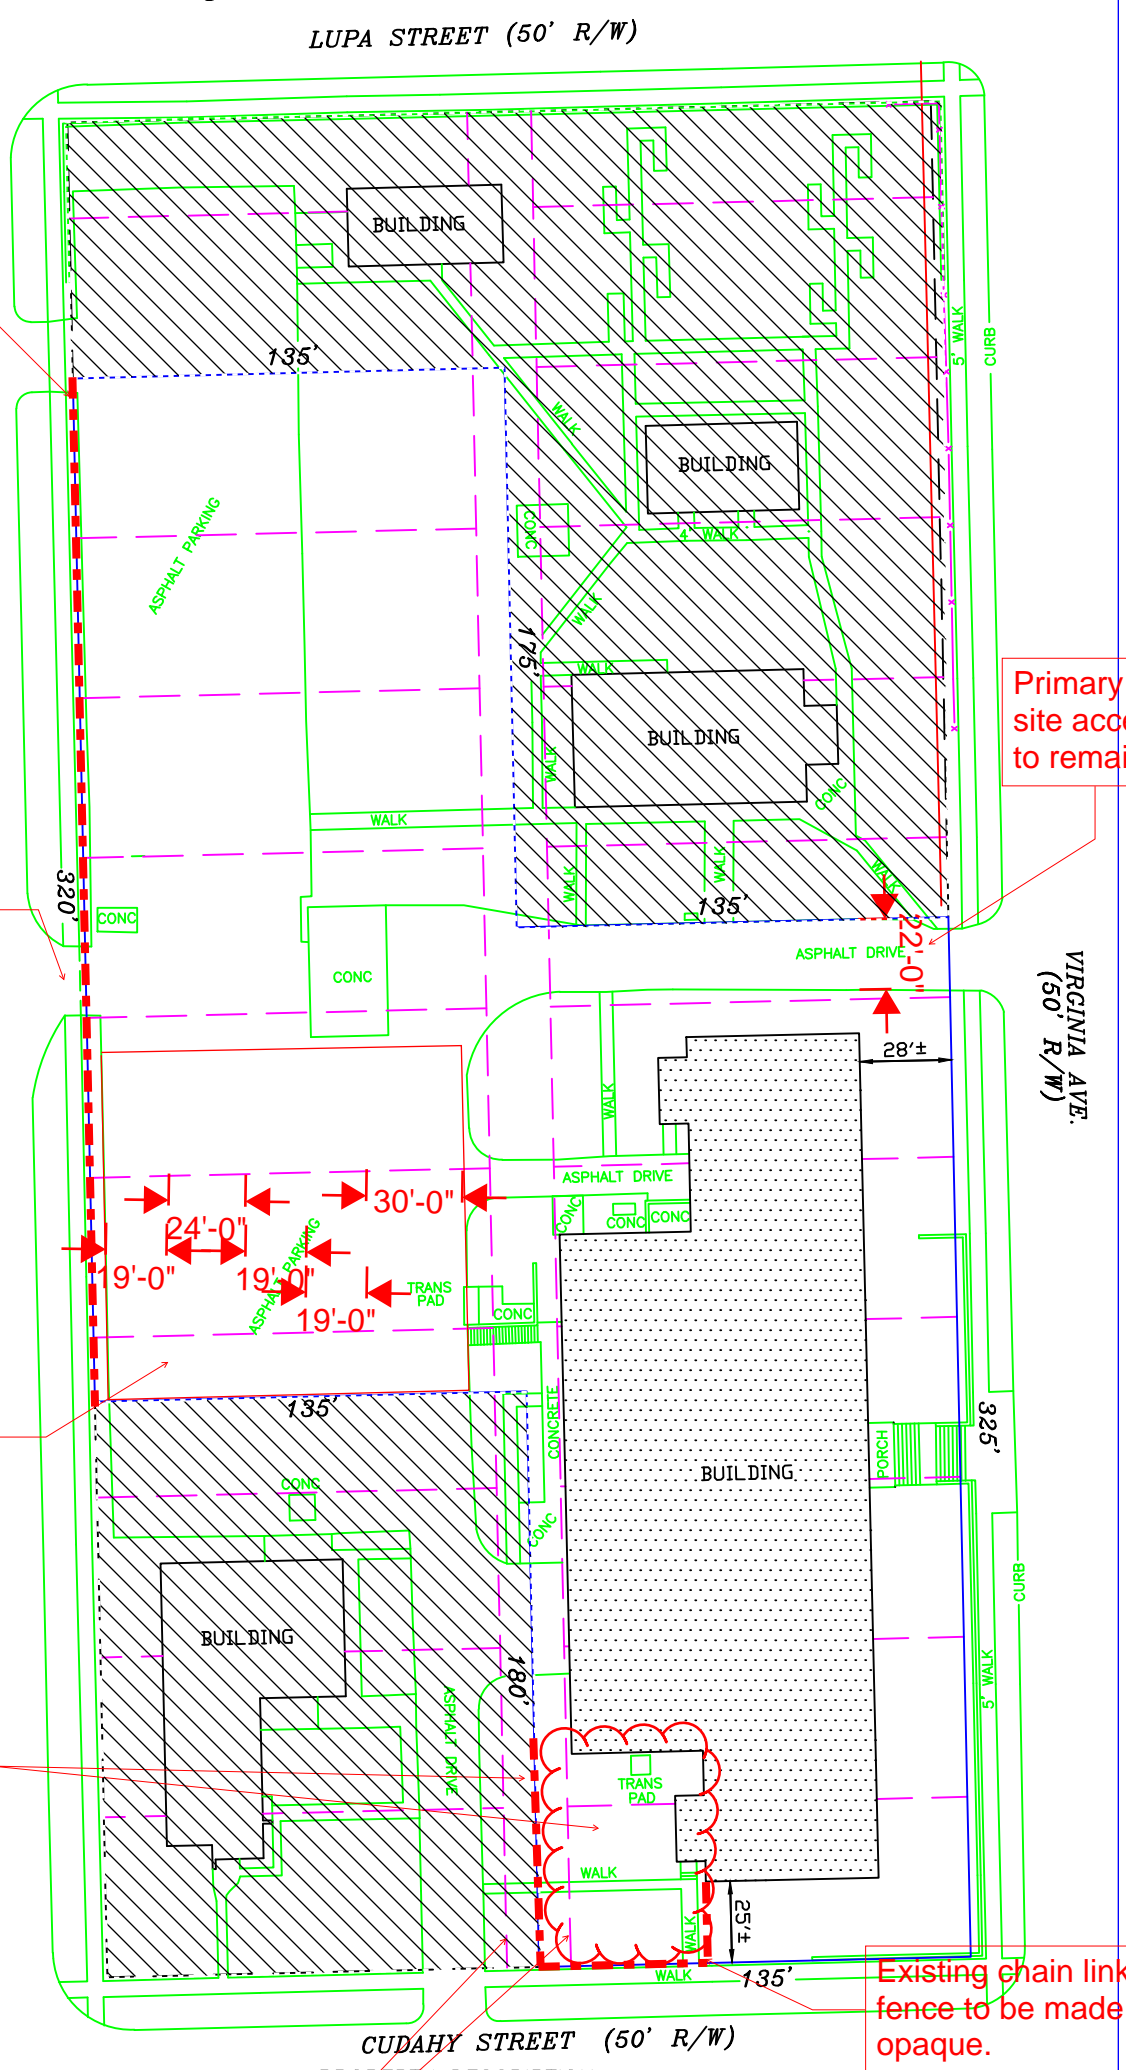 LUPA STREET (50' R/W)
BUILDING
5' WALK
CURB
135'
WALK
BUILDING
ASPHALT PARKING
CONC
4' WALK
WALK
175'
WALK
Primary
site acc
to remai
BUILDING
WALK
CONC
WALK
WALK
WALK
WALK
320'
135'
CONC
22'-0"
ASPHALT DRIVE
CONC
VIRGINIA AVE.
(50' R/W)
28'±
WALK
ASPHALT DRIVE
30'-0"
24'-0"
CONC
CONC
CONC
19'-0"
19'-0"
ASPHALT PARKING
TRANS
PAD
19'-0"
CONC
135'
CONCRETE
325'
PORCH
BUILDING
CONC
CONC
CURB
BUILDING
180'
5' WALK
ASPHALT DRIVE
TRANS
PAD
WALK
25'±
WALK
WALK
135'
Existing chain link
fence to be made
opaque.
CUDAHY STREET (50' R/W)